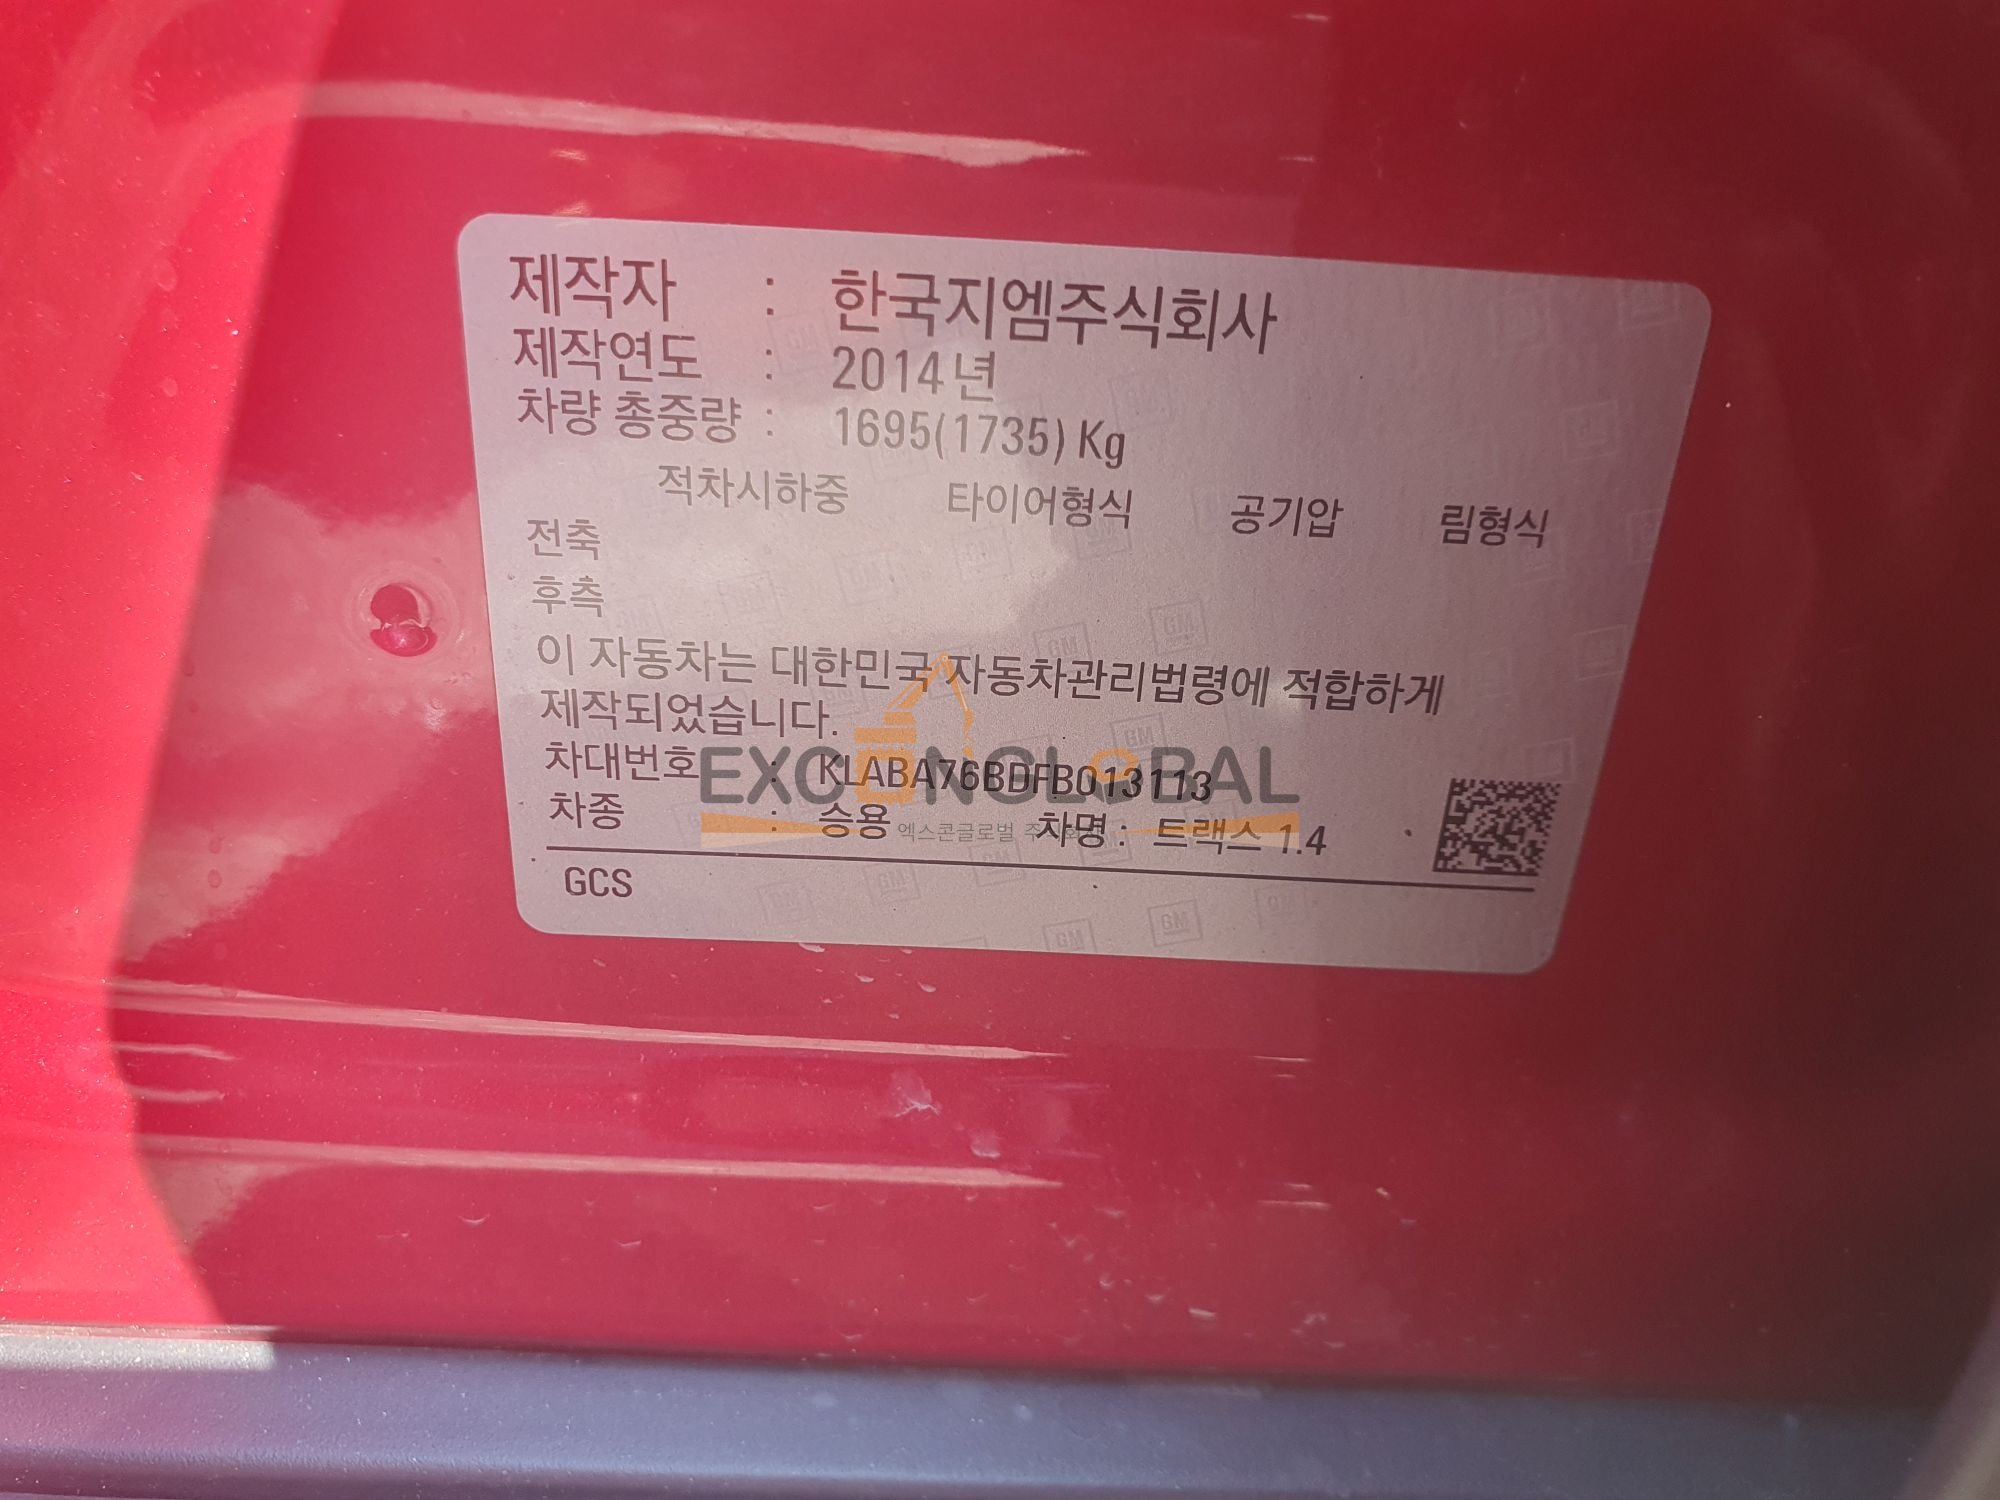 제작자 : 한국지엠주식회사
제작연도 : 2014년
차량 총중량 : 1695(1735) Kg
적차시하중 타이어형식 공기압 림형식
전축
후축
이 자동차는 대한민국 자동차관리법령에 적합하게
제작되었습니다.
차대번호 : KLABA76BDFB013113
EXCONGLOBAL
차종 : 승용 차명 : 트랙스 1.4
엑스콘글로벌
GCS